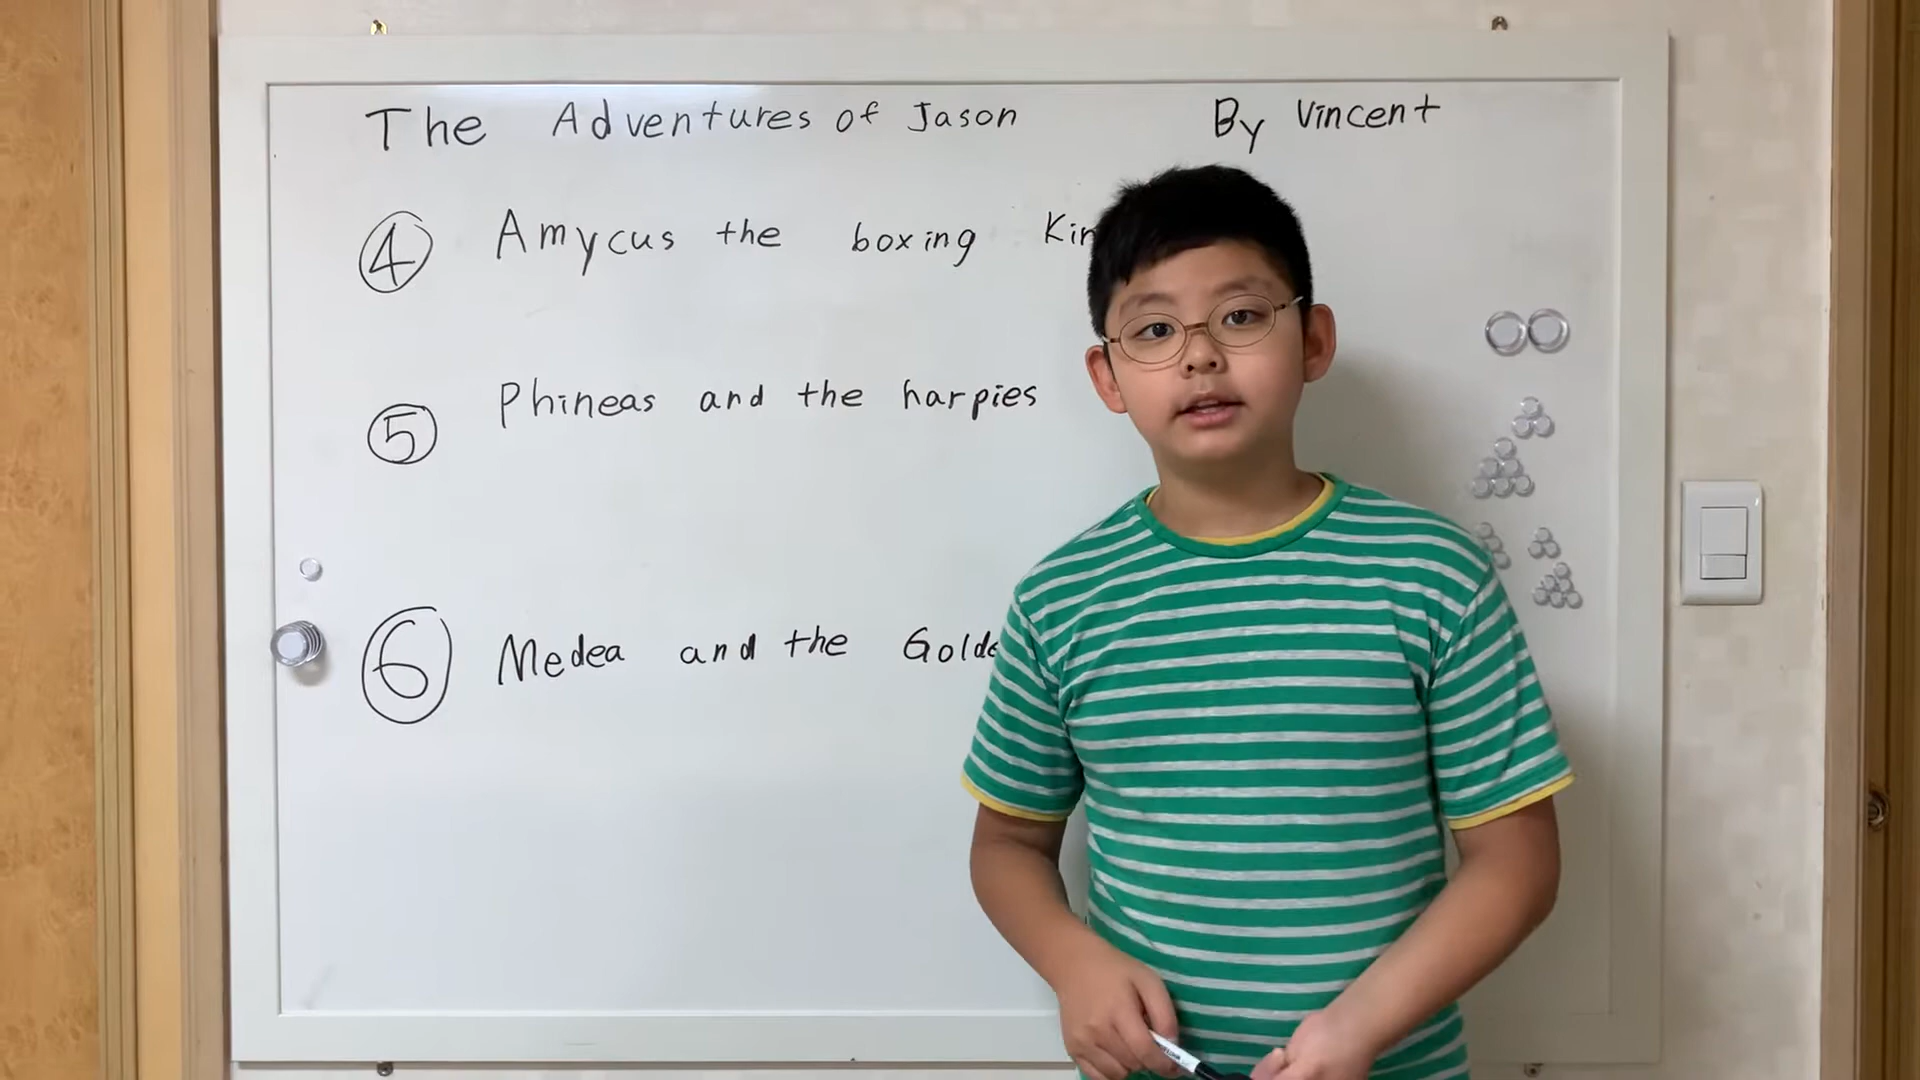 The Adventures of Jason By Vincent
4 Amycus the boxing Kin
5 Phineas and the harpies
6 Medea and the Golde